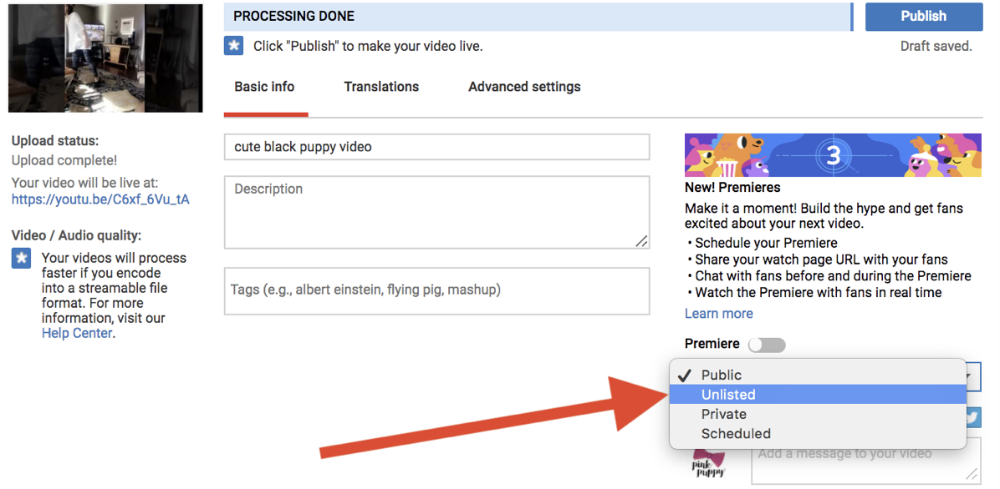 PROCESSING DONE
Publish
Click "Publish" to make your video live.
Draft saved.
Basic info
Translations
Advanced settings
Upload status:
Upload complete!
Your video will be live at:
https://youtu.be/C6xf_6Vu_tA
Video / Audio quality:
Your videos will process
faster if you encode
into a streamable file
format. For more
information, visit our
Help Center.
cute black puppy video
Description
Tags (e.g., albert einstein, flying pig, mashup)
3
New! Premieres
Make it a moment! Build the hype and get fans
excited about your next video.
• Schedule your Premiere
• Share your watch page URL with your fans
• Chat with fans before and during the Premiere
• Watch the Premiere with fans in real time
Learn more
Premiere
Public
Unlisted
Private
Scheduled
pink
puppy
Add a message to your video